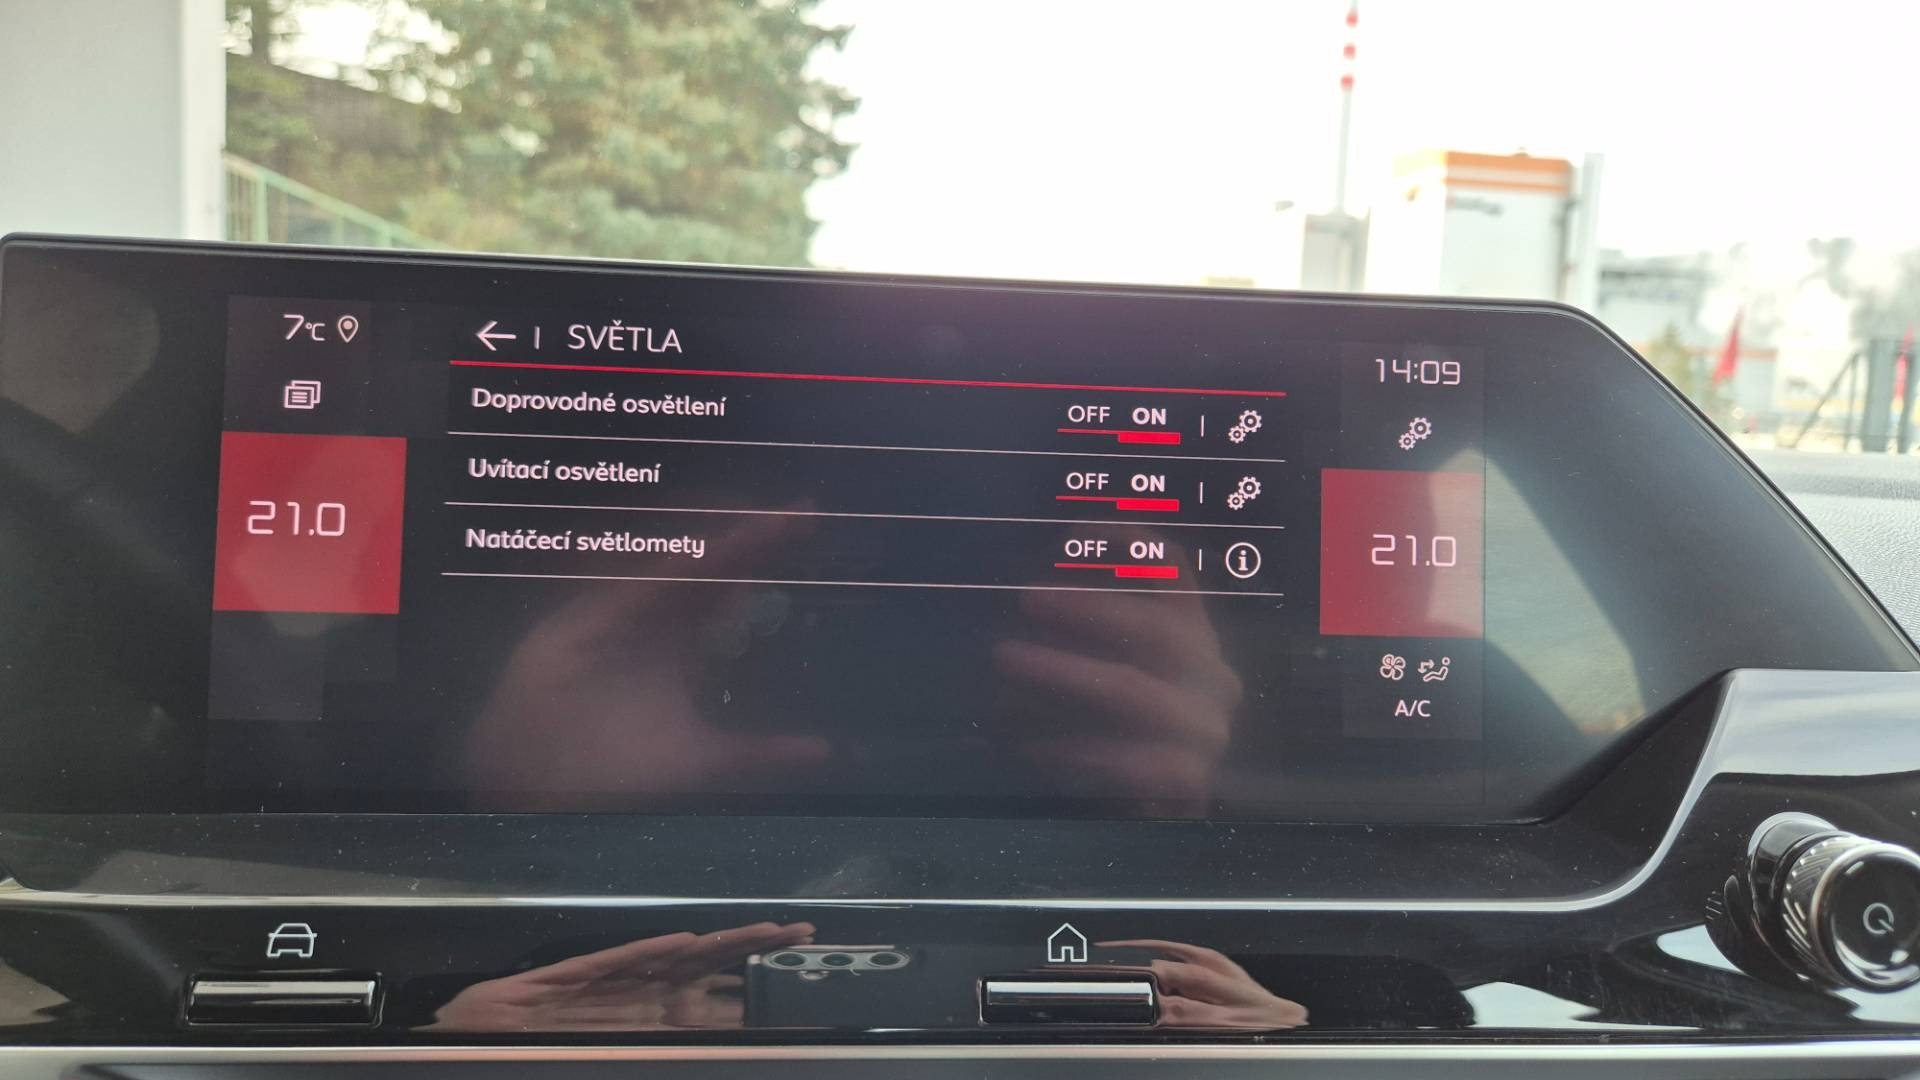 7°C
SVĚTLA
14:09
Doprovodné osvětlení OFF ON
Uvítací osvětlení OFF ON
Natáčecí světlomety OFF ON
21.0
21.0
A/C